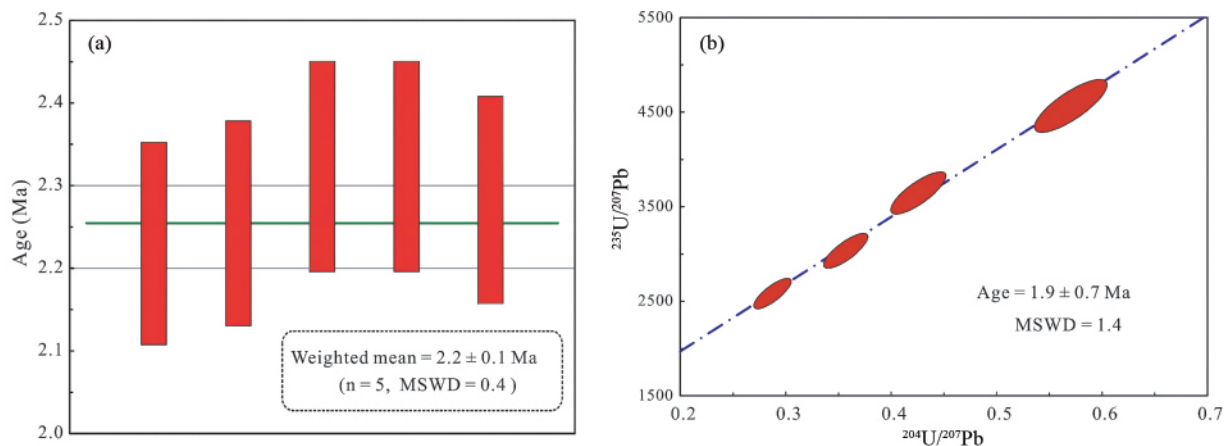 (a)
Age (Ma)
2.5
2.4
2.3
2.2
2.1
2.0
Weighted mean = 2.2 ± 0.1 Ma
(n = 5, MSWD = 0.4 )
(b)
²³⁵U/²⁰⁷Pb
5500
4500
3500
2500
1500
Age = 1.9 ± 0.7 Ma
MSWD = 1.4
0.2 0.3 0.4 0.5 0.6 0.7
²⁰⁴U/²⁰⁷Pb